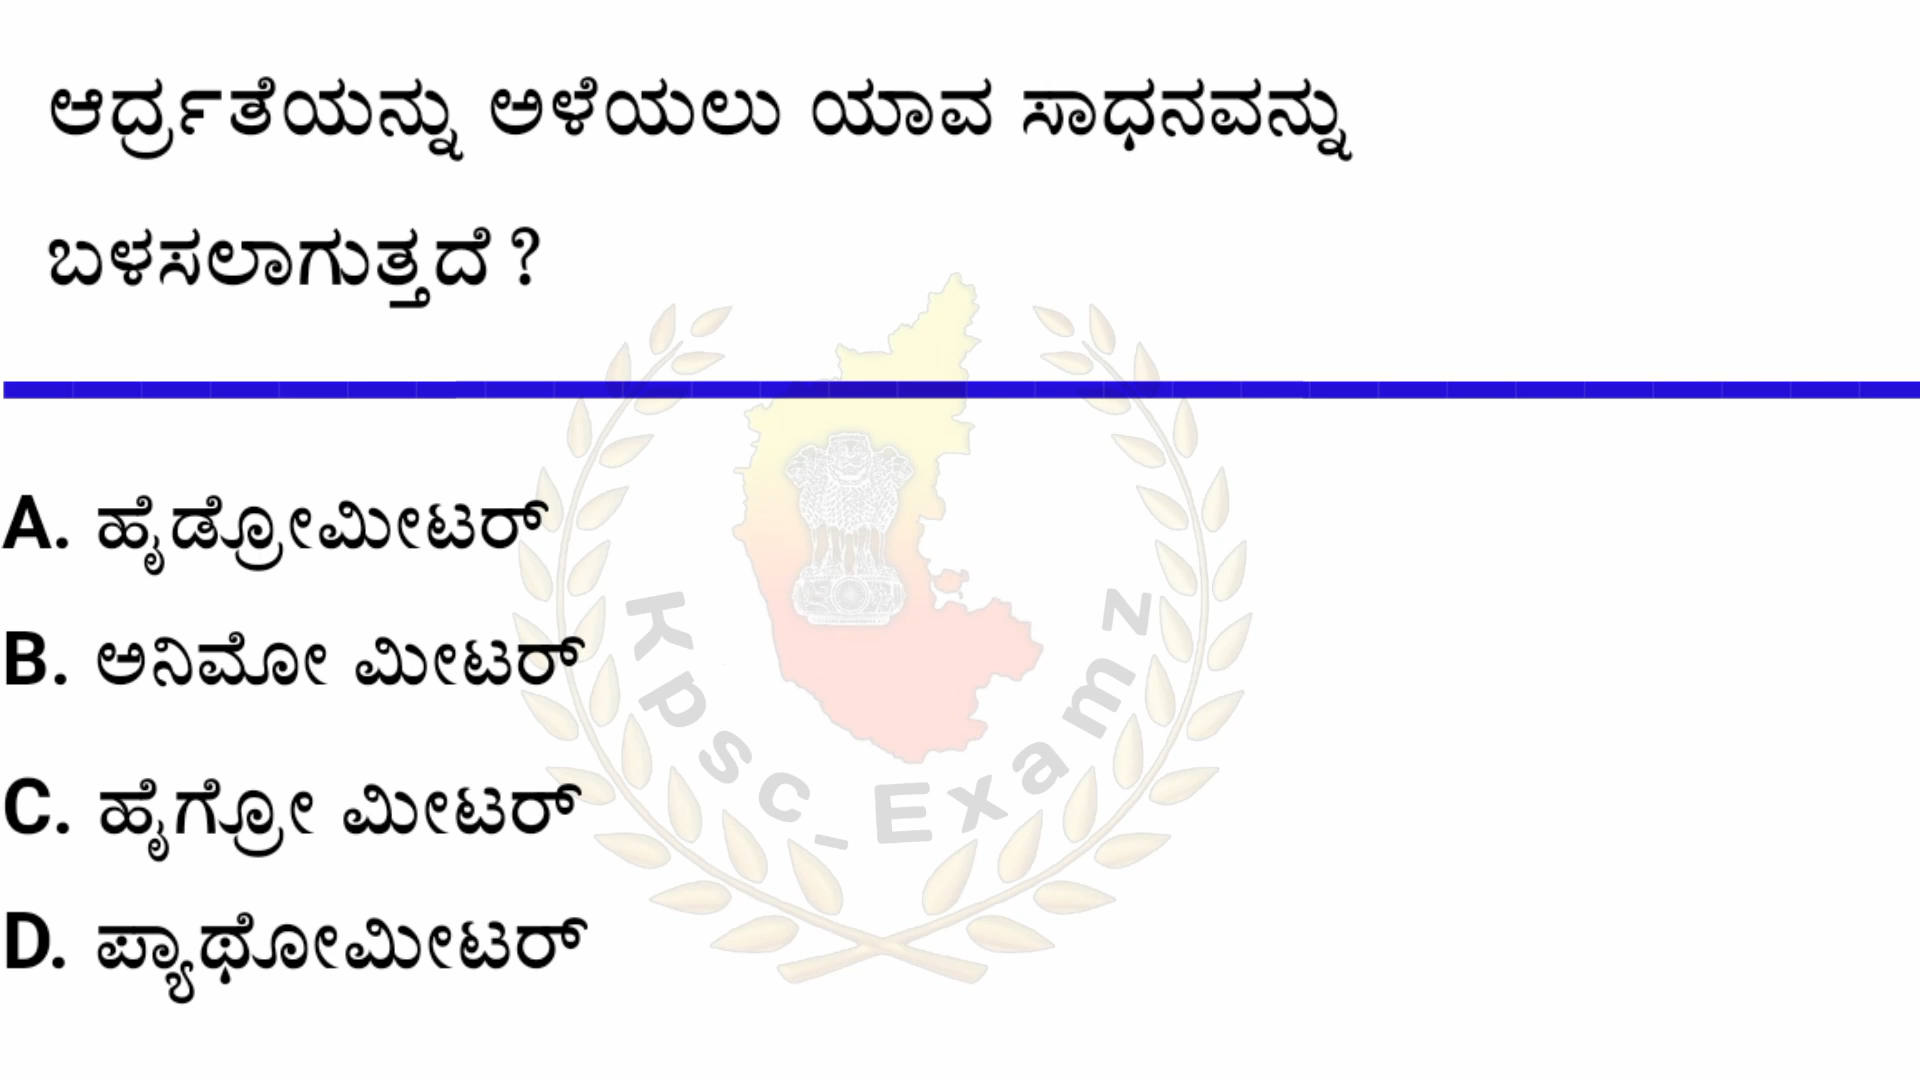 ಆರ್ದ್ರತೆಯನ್ನು ಅಳೆಯಲು ಯಾವ ಸಾಧನವನ್ನು
ಬಳಸಲಾಗುತ್ತದೆ ?
A. ಹೈಡ್ರೋಮೀಟರ್
B. ಅನಿಮೋ ಮೀಟರ್
C. ಹೈಗ್ರೋ ಮೀಟರ್
D. ಪ್ಯಾಥೋಮೀಟರ್
Kpsc_Examz